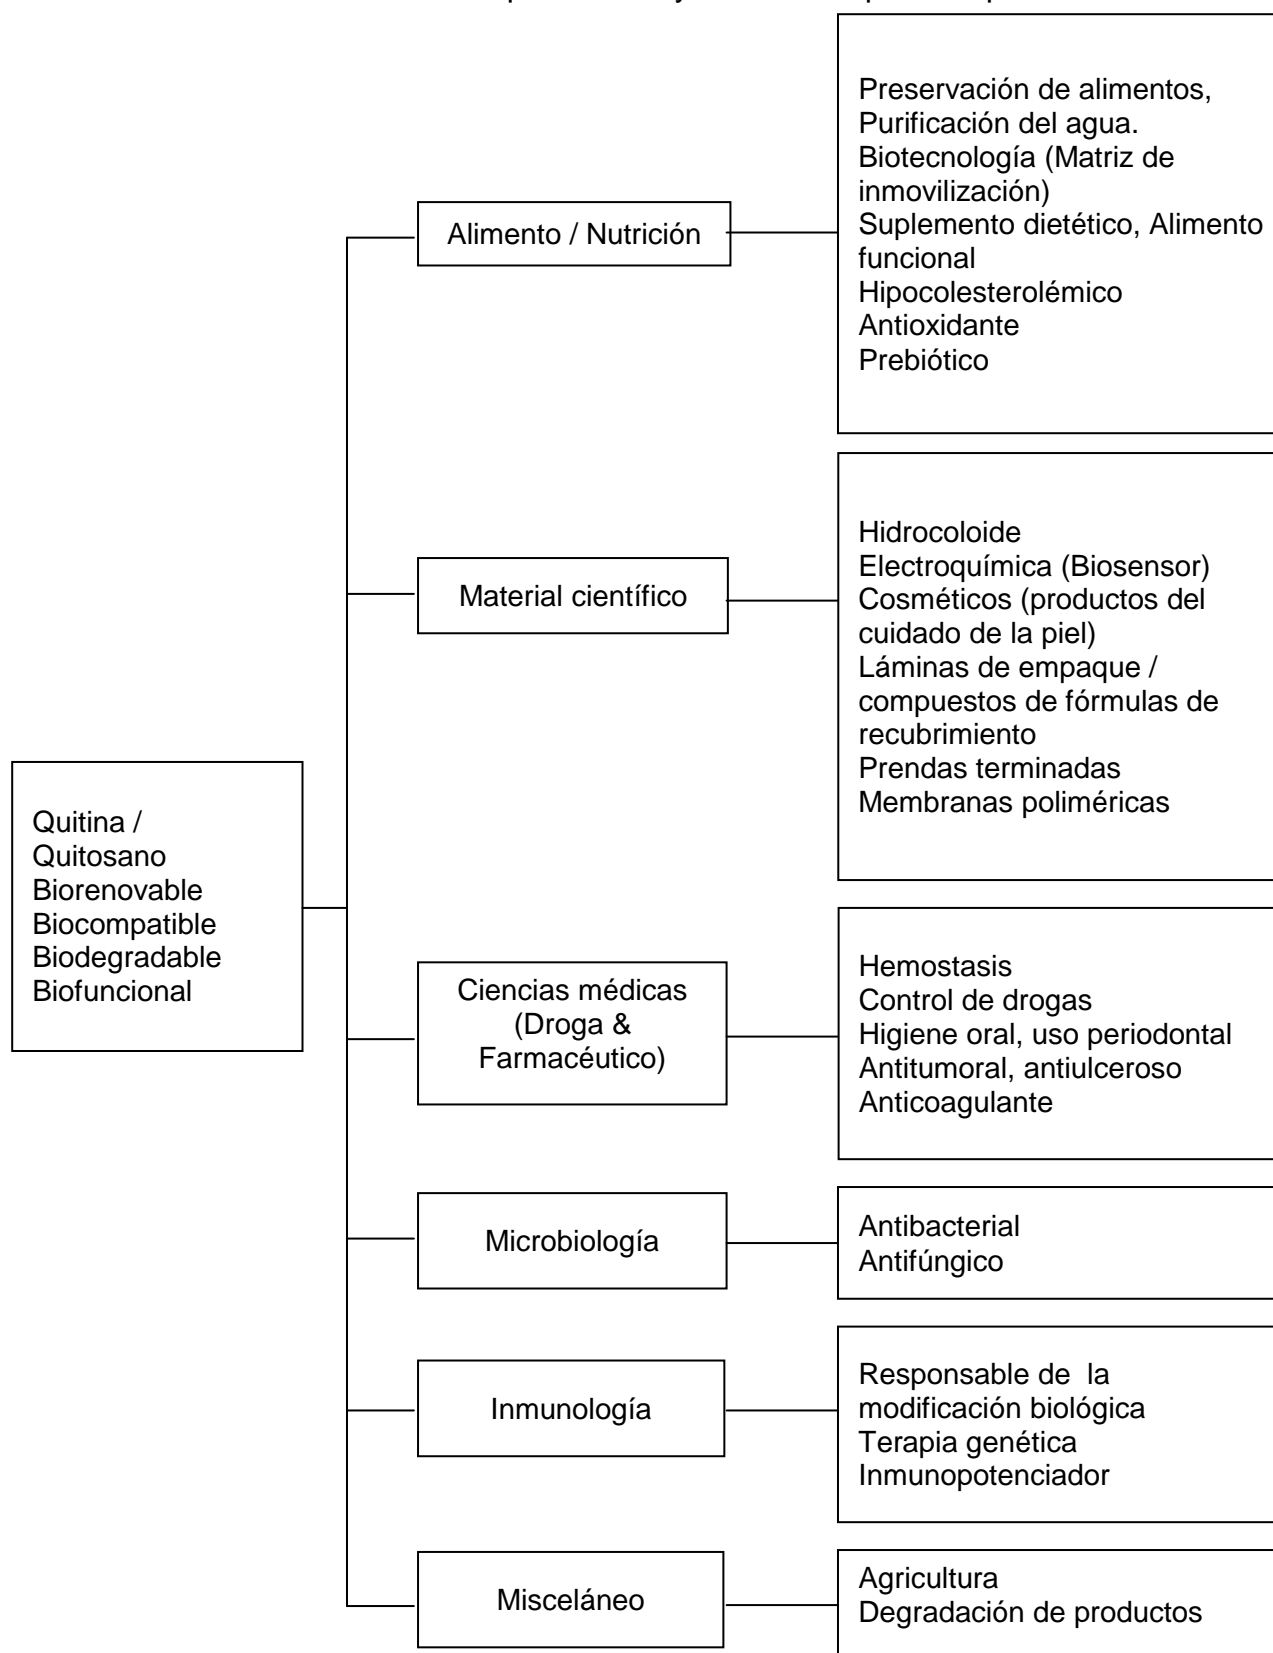 Preservación de alimentos,
Purificación del agua.
Biotecnología (Matriz de
inmovilización)
Suplemento dietético, Alimento
funcional
Hipocolesterolémico
Antioxidante
Prebiótico
Alimento / Nutrición
Hidrocoloide
Electroquímica (Biosensor)
Cosméticos (productos del
cuidado de la piel)
Láminas de empaque /
compuestos de fórmulas de
recubrimiento
Prendas terminadas
Membranas poliméricas
Material científico
Quitina /
Quitosano
Biorenovable
Biocompatible
Biodegradable
Biofuncional
Ciencias médicas
(Droga &
Farmacéutico)
Hemostasis
Control de drogas
Higiene oral, uso periodontal
Antitumoral, antiulceroso
Anticoagulante
Microbiología
Antibacterial
Antifúngico
Inmunología
Responsable de  la
modificación biológica
Terapia genética
Inmunopotenciador
Misceláneo
Agricultura
Degradación de productos